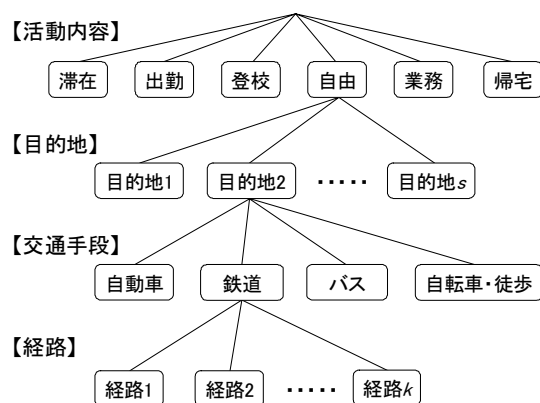 【活動内容】
滞在 出勤 登校 自由 業務 帰宅
【目的地】
目的地1 目的地2 ・・・・・ 目的地s
【交通手段】
自動車 鉄道 バス 自転車・徒歩
【経路】
経路1 経路2 ・・・・・ 経路k